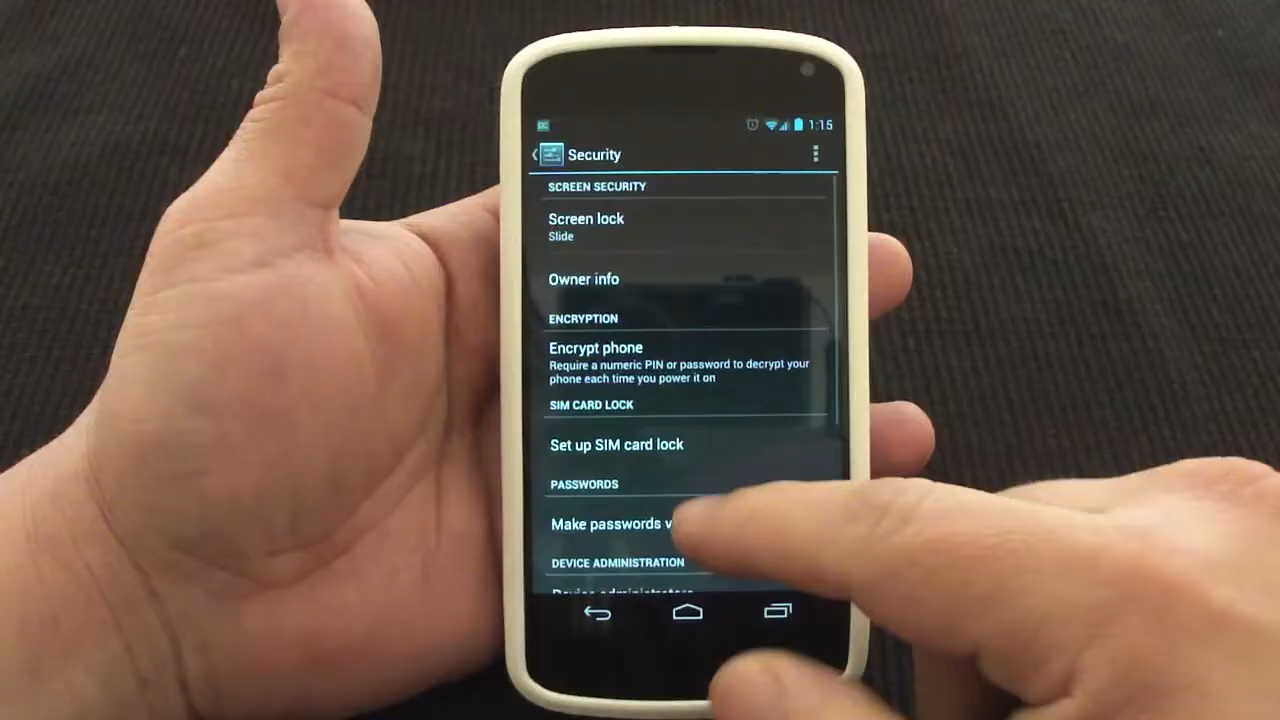 1:15
Security
SCREEN SECURITY
Screen lock
Slide
Owner info
ENCRYPTION
Encrypt phone
Require a numeric PIN or password to decrypt your
phone each time you power it on
SIM CARD LOCK
Set up SIM card lock
PASSWORDS
Make passwords v
DEVICE ADMINISTRATION
Device administrators